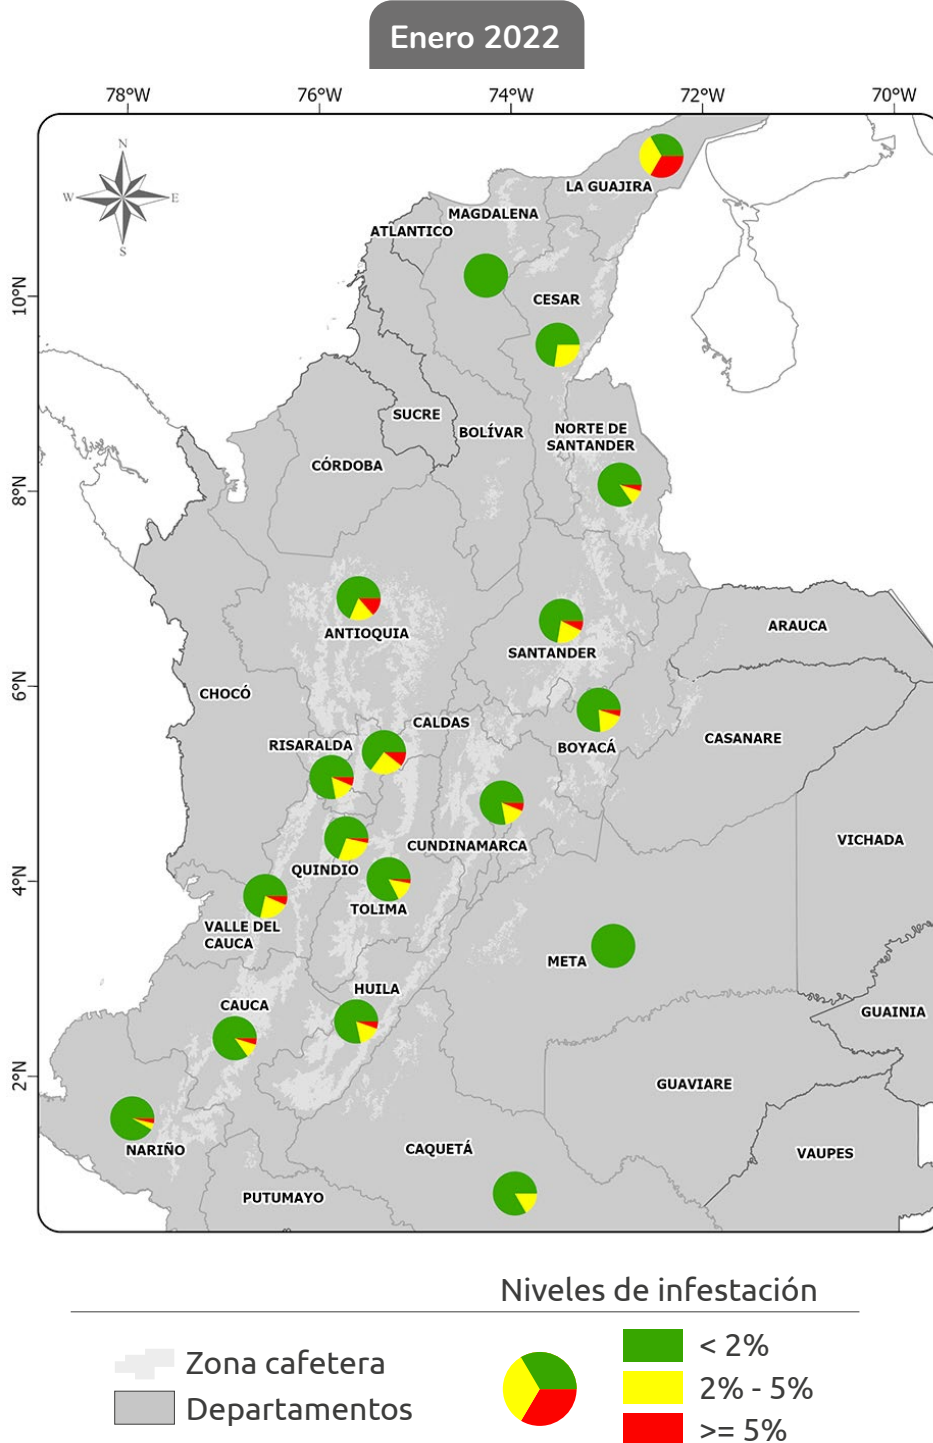 Enero 2022
78°W 76°W 74°W 72°W 70°W
N
W E
S
10°N
8°N
6°N
4°N
2°N
LA GUAJIRA
MAGDALENA
ATLANTICO
CESAR
SUCRE
BOLÍVAR
NORTE DE
SANTANDER
CÓRDOBA
ANTIOQUIA
SANTANDER
ARAUCA
CHOCÓ
CALDAS
RISARALDA
BOYACÁ
CASANARE
CUNDINAMARCA
VICHADA
QUINDIO
TOLIMA
VALLE DEL
CAUCA
META
HUILA
CAUCA
GUAINIA
GUAVIARE
NARIÑO
CAQUETÁ
VAUPES
PUTUMAYO
Niveles de infestación
Zona cafetera
Departamentos
< 2%
2% - 5%
>= 5%